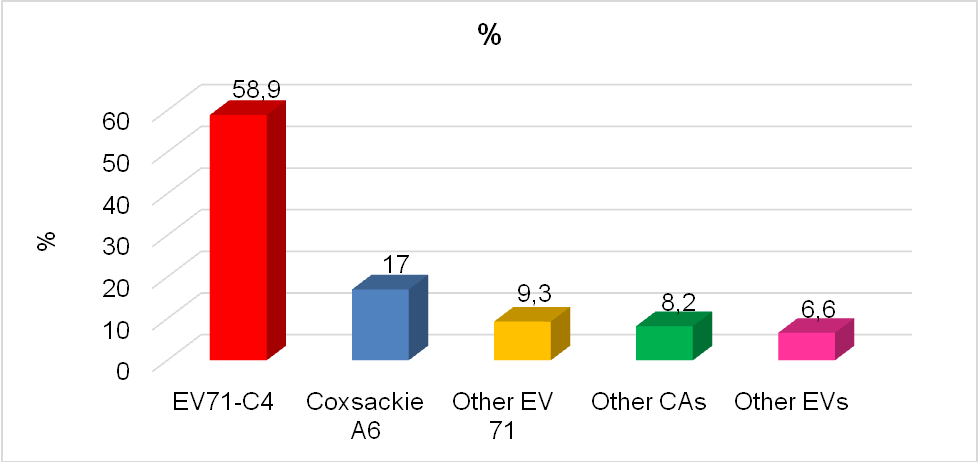 %
58,9
60
50
40
30
20
10
0
%
17
9,3
8,2
6,6
EV71-C4
Coxsackie
A6
Other EV
71
Other CAs
Other EVs